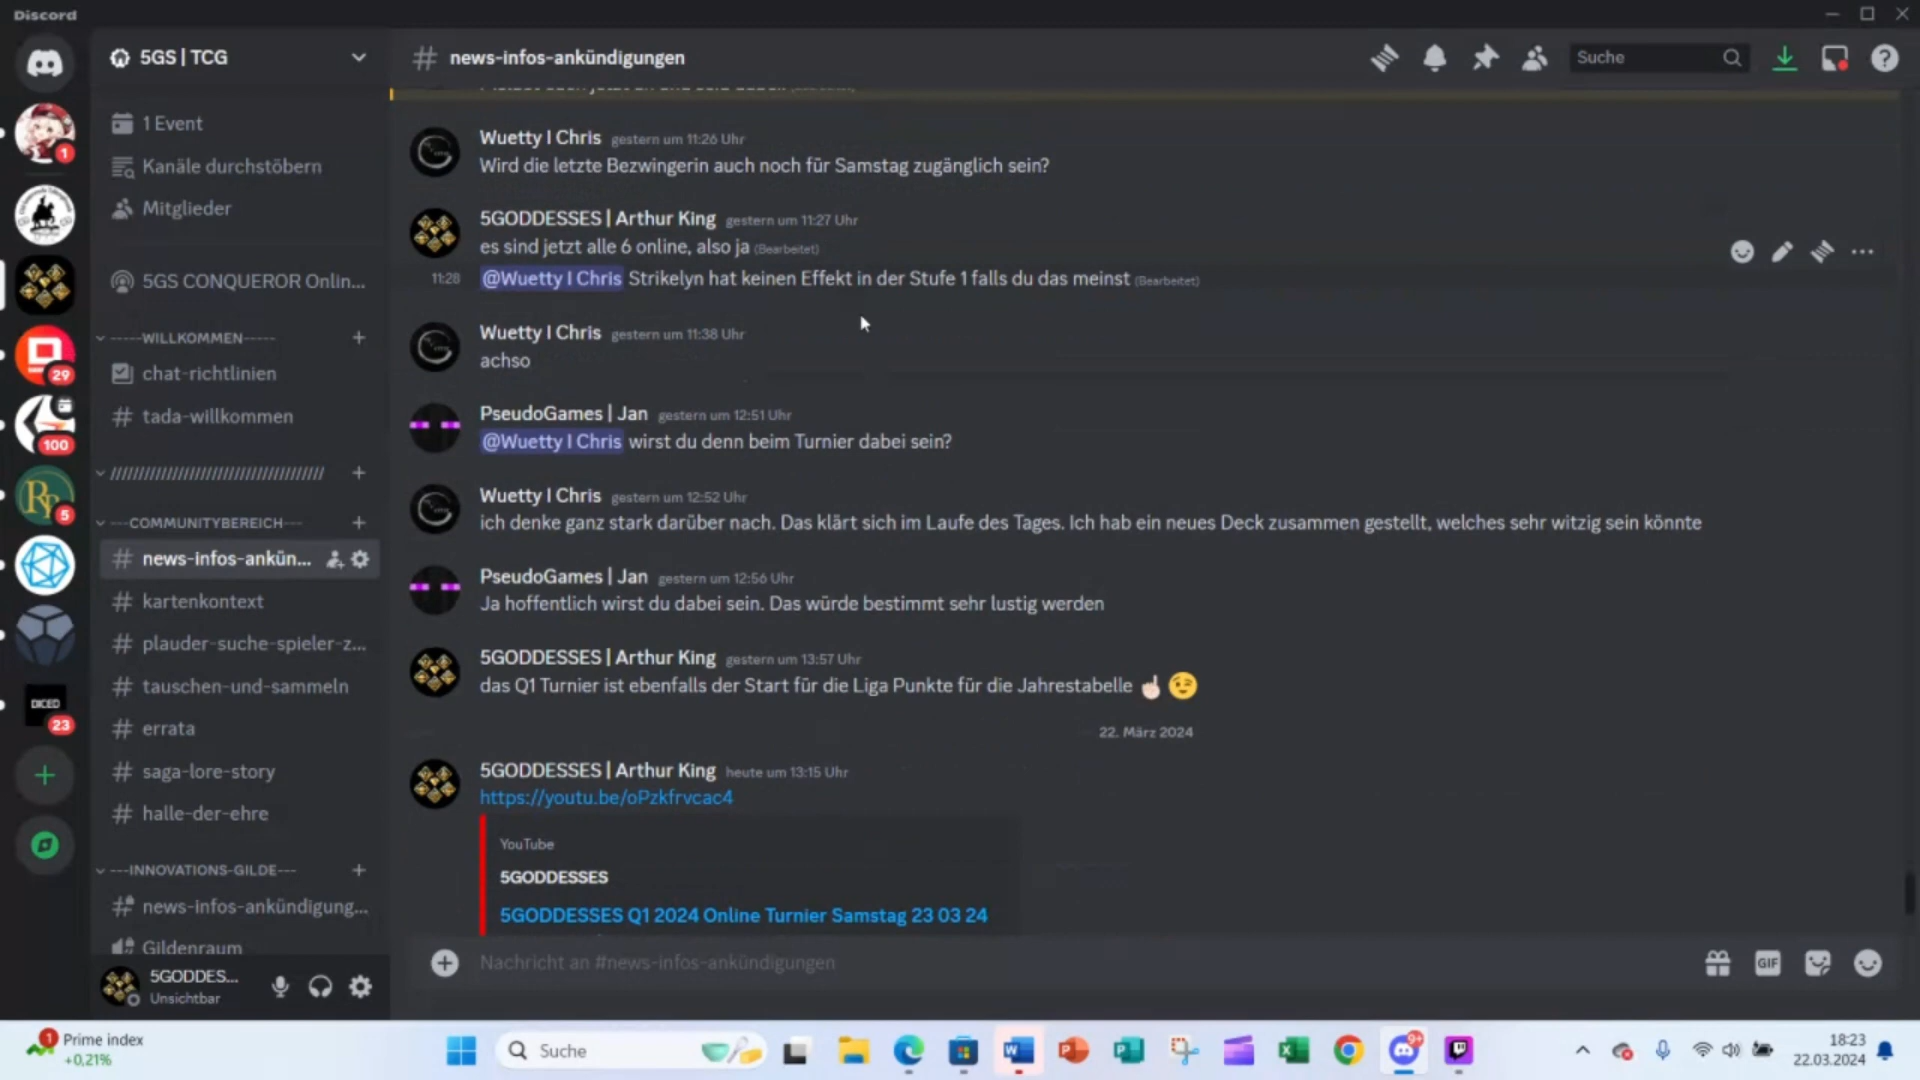 Discord
5GS | TCG
news-infos-ankündigungen
Suche
1 Event
Kanäle durchstöbern
Mitglieder
5GS CONQUEROR Onlin...
-----WILLKOMMEN-----
chat-richtlinien
tada-willkommen
---COMMUNITYBEREICH---
news-infos-ankün...
kartenkontext
plauder-suche-spieler-z...
tauschen-und-sammeln
errata
saga-lore-story
halle-der-ehre
---INNOVATIONS-GILDE---
news-infos-ankündigung...
Gildenraum
5GODDES...
Unsichtbar
1
29
100
RP
5
DICED
23
Wuetty I Chris gestern um 11:26 Uhr
Wird die letzte Bezwingerin auch noch für Samstag zugänglich sein?
5GODDESSES | Arthur King gestern um 11:27 Uhr
es sind jetzt alle 6 online, also ja (Bearbeitet)
11:28 @Wuetty I Chris Strikelyn hat keinen Effekt in der Stufe 1 falls du das meinst (Bearbeitet)
Wuetty I Chris gestern um 11:38 Uhr
achso
PseudoGames | Jan gestern um 12:51 Uhr
@Wuetty I Chris wirst du denn beim Turnier dabei sein?
Wuetty I Chris gestern um 12:52 Uhr
ich denke ganz stark darüber nach. Das klärt sich im Laufe des Tages. Ich hab ein neues Deck zusammen gestellt, welches sehr witzig sein könnte
PseudoGames | Jan gestern um 12:56 Uhr
Ja hoffentlich wirst du dabei sein. Das würde bestimmt sehr lustig werden
5GODDESSES | Arthur King gestern um 13:57 Uhr
das Q1 Turnier ist ebenfalls der Start für die Liga Punkte für die Jahrestabelle ☝🏻 😉
22. März 2024
5GODDESSES | Arthur King heute um 13:15 Uhr
https://youtu.be/oPzkfrvcac4
YouTube
5GODDESSES
5GODDESSES Q1 2024 Online Turnier Samstag 23 03 24
Nachricht an #news-infos-ankündigungen
GIF
1
Prime index
+0,21%
Suche
9+
18:23
22.03.2024